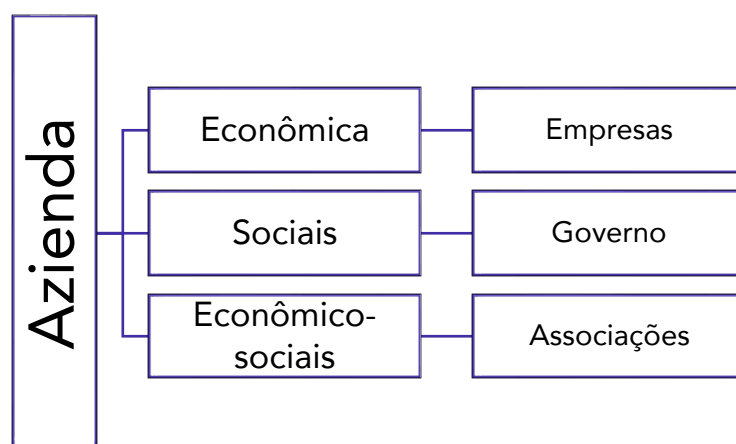 Azienda
Econômica
Empresas
Sociais
Governo
Econômico-
sociais
Associações